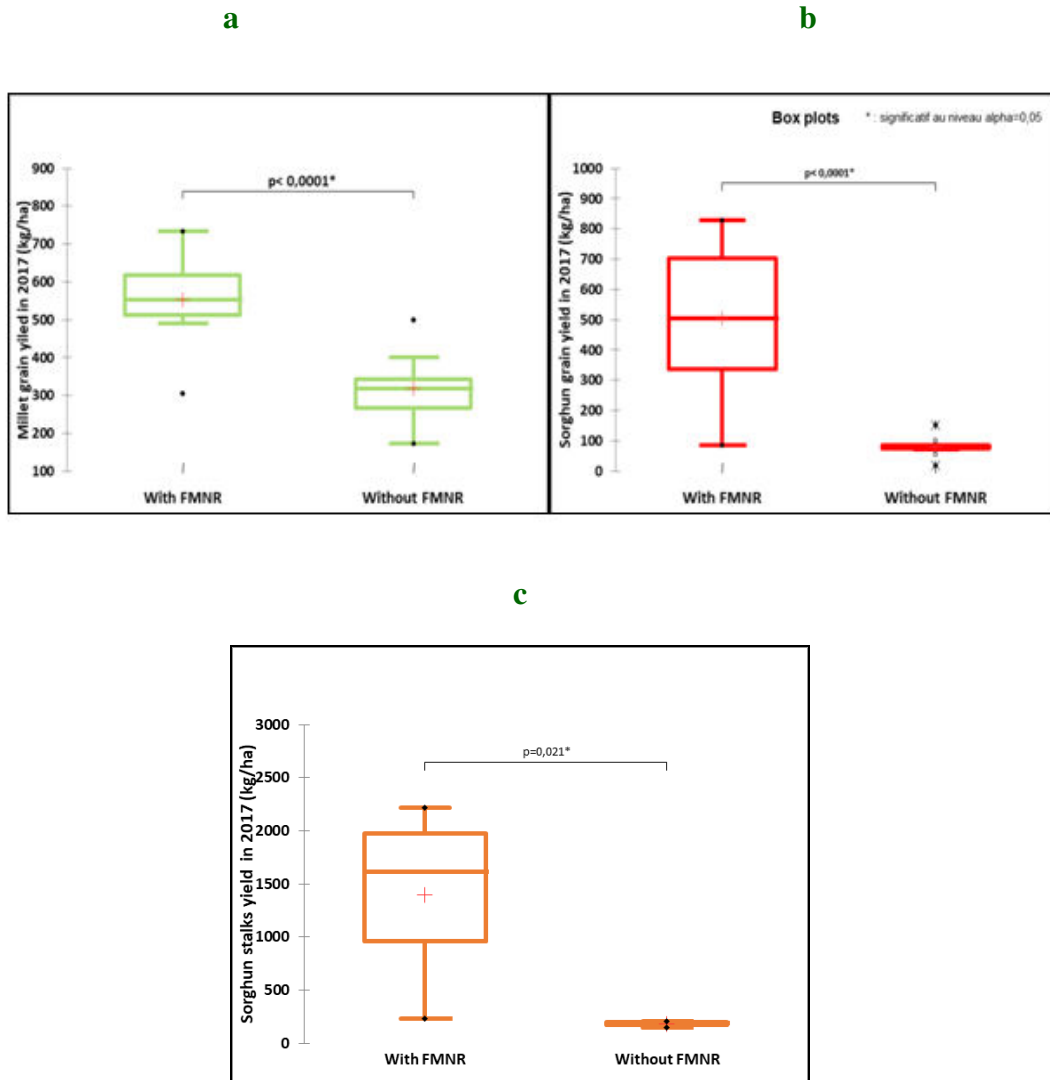 a
b
Millet grain yiled in 2017 (kg/ha)
900
800
700
600
500
400
300
200
100
p< 0,0001*
With FMNR
Without FMNR
Box plots
* : significatif au niveau alpha=0,05
Sorghun grain yield in 2017 (kg/ha)
1000
900
800
700
600
500
400
300
200
100
0
p< 0,0001*
With FMNR
Without FMNR
c
Sorghun stalks yield in 2017 (kg/ha)
3000
2500
2000
1500
1000
500
0
p=0,021*
With FMNR
Without FMNR